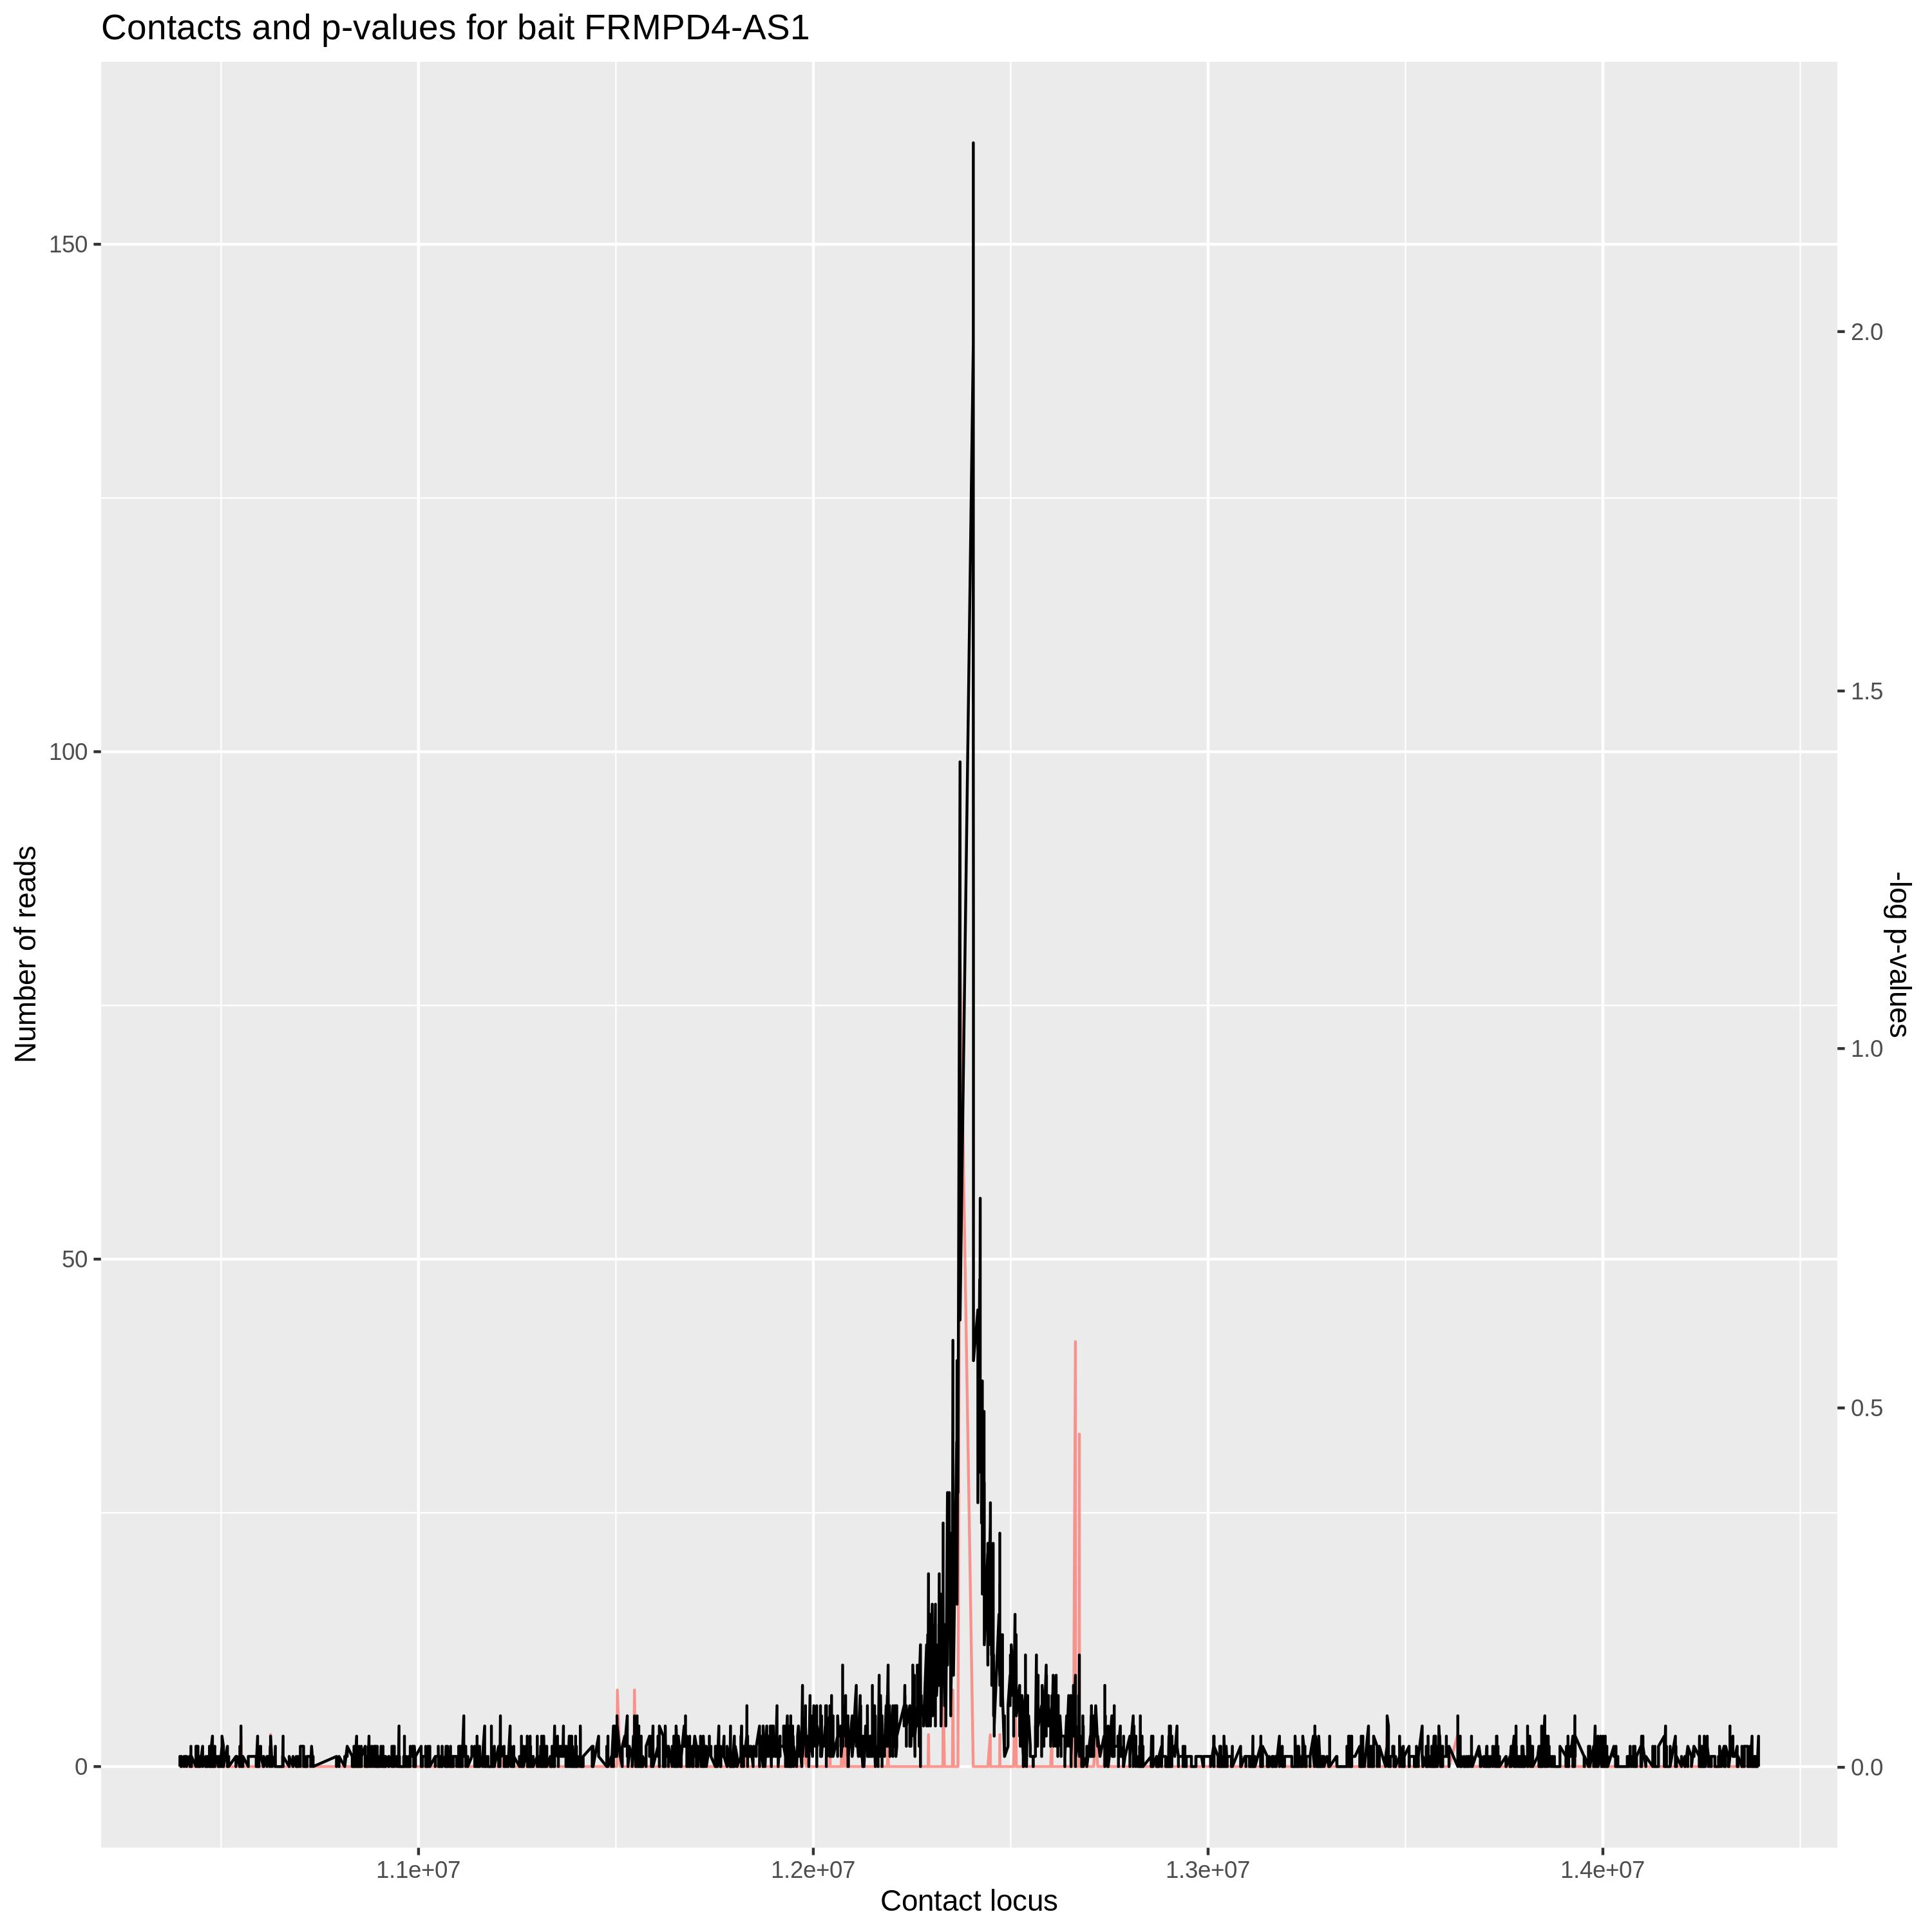 Contacts and p-values for bait FRMPD4-AS1
150
100
50
0
Number of reads
2.0
1.5
1.0
0.5
0.0
-log p-values
1.1e+07
1.2e+07
1.3e+07
1.4e+07
Contact locus